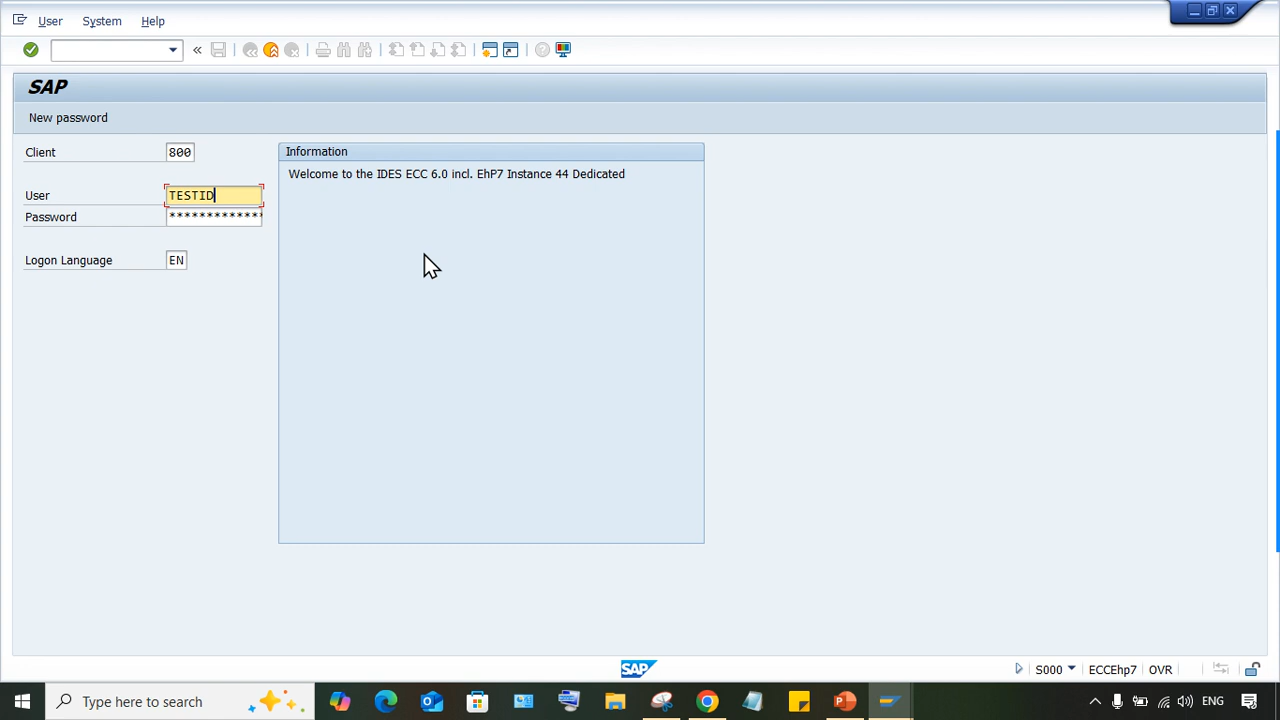 User System Help
SAP
New password
Client 800
Information
Welcome to the IDES ECC 6.0 incl. EhP7 Instance 44 Dedicated
User TESTID
Password *************
Logon Language EN
SAP
S000 ECCEhp7 OVR
Type here to search
ENG